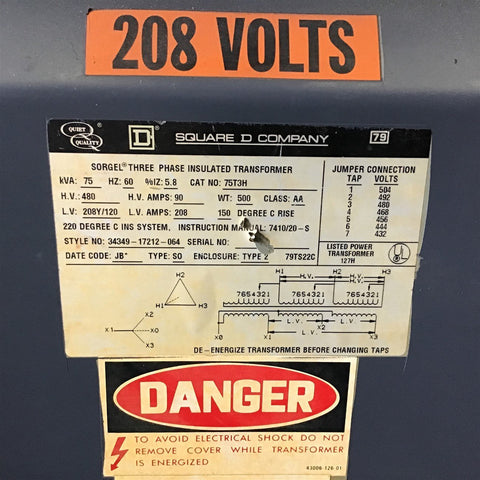 208 VOLTS
QUIET QUALITY
D SQUARE D COMPANY 79
SORGEL® THREE PHASE INSULATED TRANSFORMER
kVA: 75 HZ: 60 %IZ: 5.8 CAT NO: 75T3H
H.V.: 480 H.V. AMPS: 90 WT: 500 CLASS: AA
L.V.: 208Y/120 L.V. AMPS: 208 150 DEGREE C RISE
220 DEGREE C INS SYSTEM. INSTRUCTION MANUAL: 7410/20-S
STYLE NO: 34349-17212-064 SERIAL NO:
DATE CODE: JB* TYPE: SO ENCLOSURE: TYPE 2 79TS22C
JUMPER CONNECTION
TAP VOLTS
1 504
2 492
3 480
4 468
5 456
6 444
7 432
LISTED POWER
TRANSFORMER
127H
H2
H1 H3
X2
X1 X0
X3
H1 H2 H3
H.V.
H.V. H.V.
7654321 7654321 7654321
L.V. X2 L.V.
L.V.
X0 X1 X3
DE-ENERGIZE TRANSFORMER BEFORE CHANGING TAPS
DANGER
TO AVOID ELECTRICAL SHOCK DO NOT
REMOVE COVER WHILE TRANSFORMER
IS ENERGIZED
43006-126-01